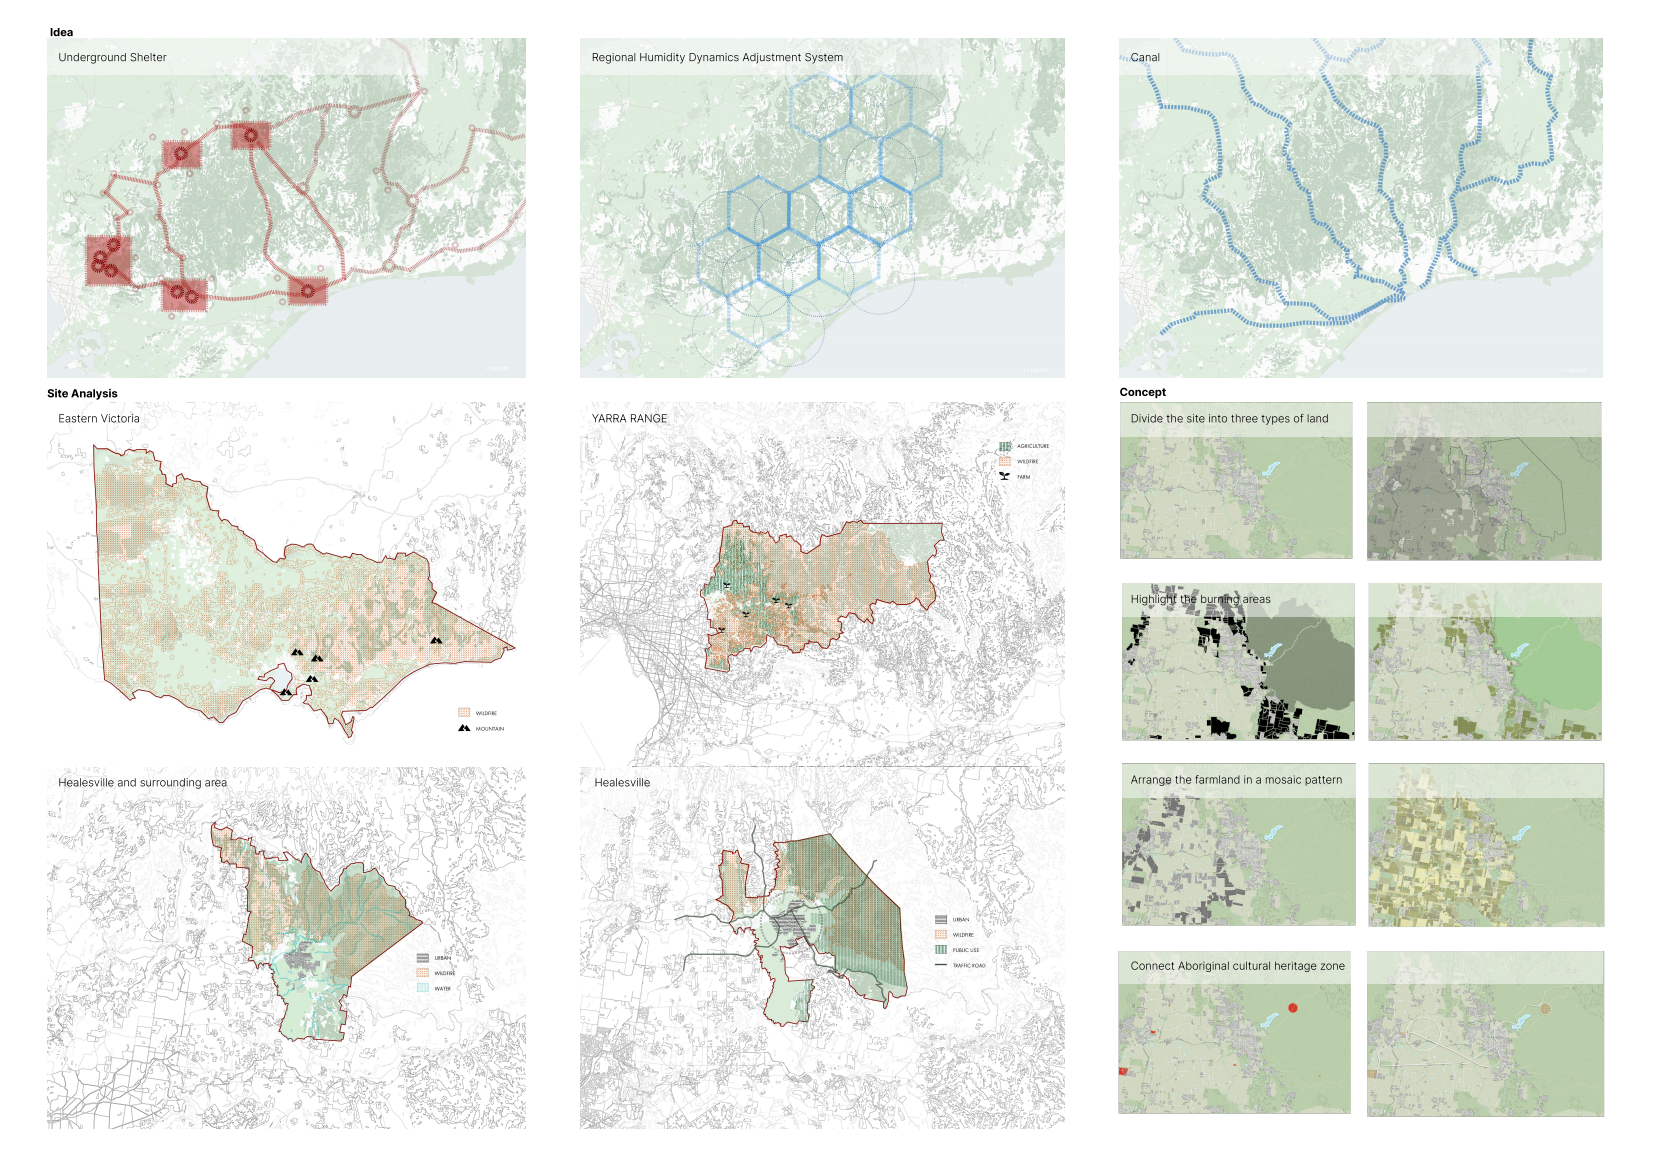 Idea
Underground Shelter
Regional Humidity Dynamics Adjustment System
Canal
Site Analysis
Concept
Eastern Victoria
WILDFIRE
MOUNTAIN
YARRA RANGE
AGRICULTURE
WILDFIRE
FARM
Divide the site into three types of land
Highlight the burning areas
Healesville and surrounding area
URBAN
WILDFIRE
WATER
Healesville
URBAN
WILDFIRE
PUBLIC USE
TRAFFIC ROAD
Arrange the farmland in a mosaic pattern
Connect Aboriginal cultural heritage zone